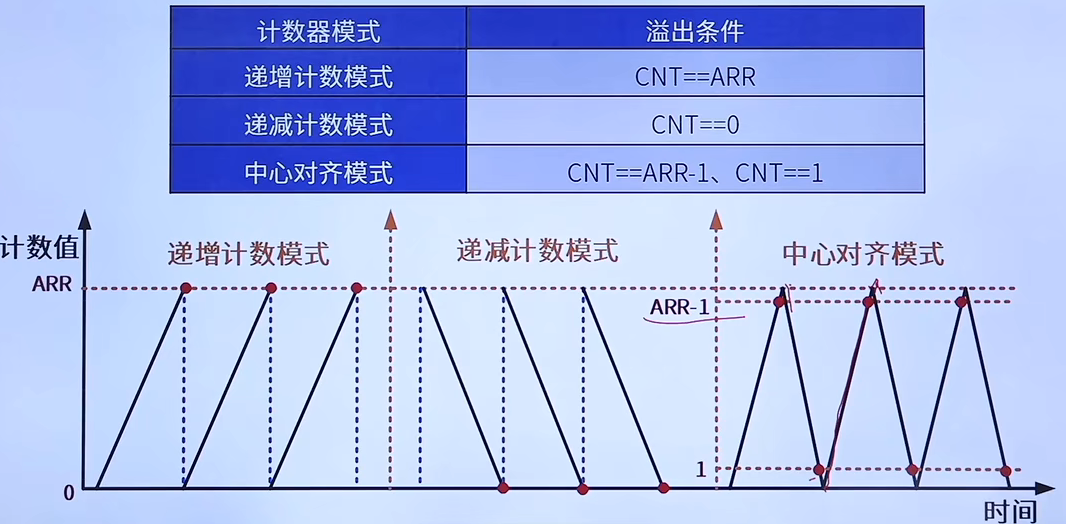 计数器模式 溢出条件
递增计数模式 CNT==ARR
递减计数模式 CNT==0
中心对齐模式 CNT==ARR-1、CNT==1
计数值 递增计数模式 递减计数模式 中心对齐模式
ARR
ARR-1
1
0
时间